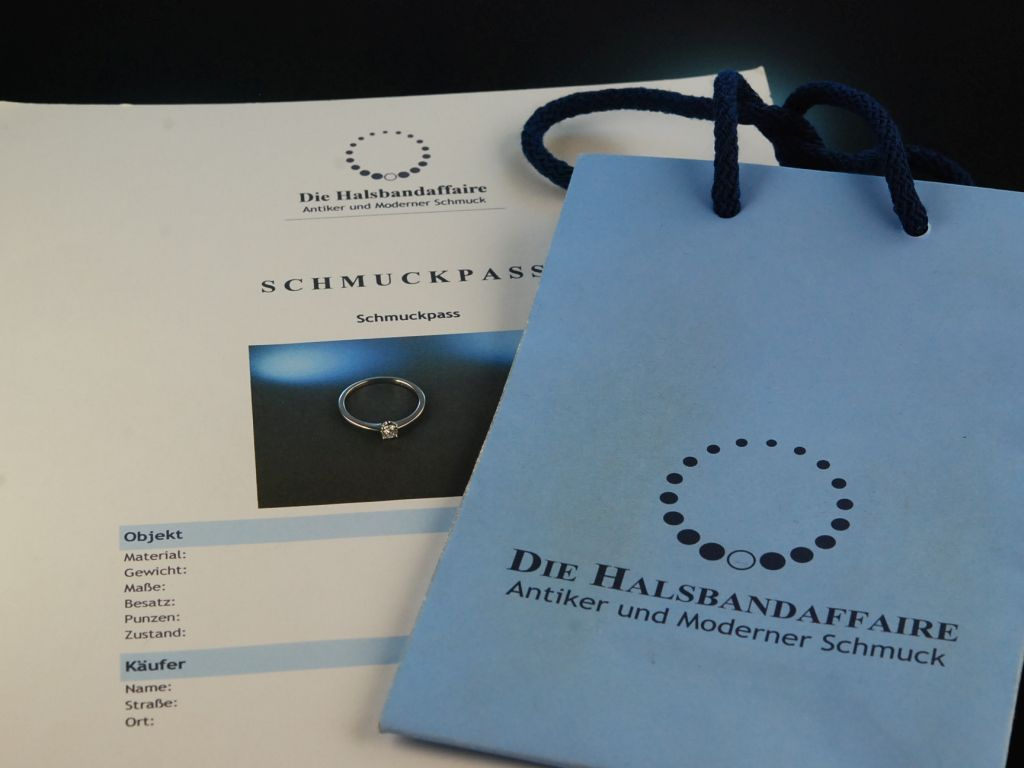 Die Halsbandaffaire
Antiker und Moderner Schmuck
SCHMUCKPASS
Schmuckpass
Objekt
Material:
Gewicht:
Maße:
Besatz:
Punzen:
Zustand:
Käufer
Name:
Straße:
Ort:
DIE HALSBANDAFFAIRE
Antiker und Moderner Schmuck